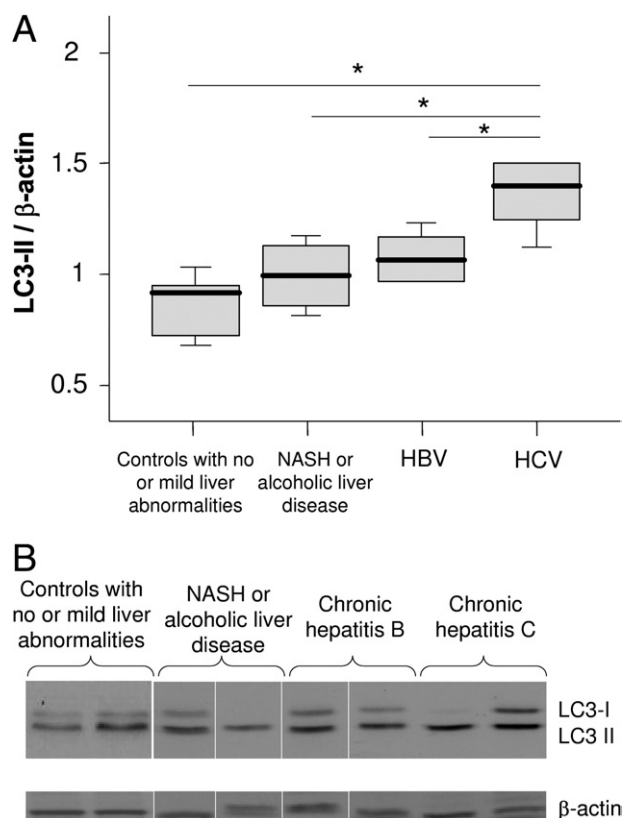 A
LC3-II / β-actin
2
1.5
1
0.5
*
*
*
Controls with no
or mild liver
abnormalities
NASH or
alcoholic liver
disease
HBV
HCV
B
Controls with
no or mild liver
abnormalities
NASH or
alcoholic liver
disease
Chronic
hepatitis B
Chronic
hepatitis C
LC3-I
LC3 II
β-actin